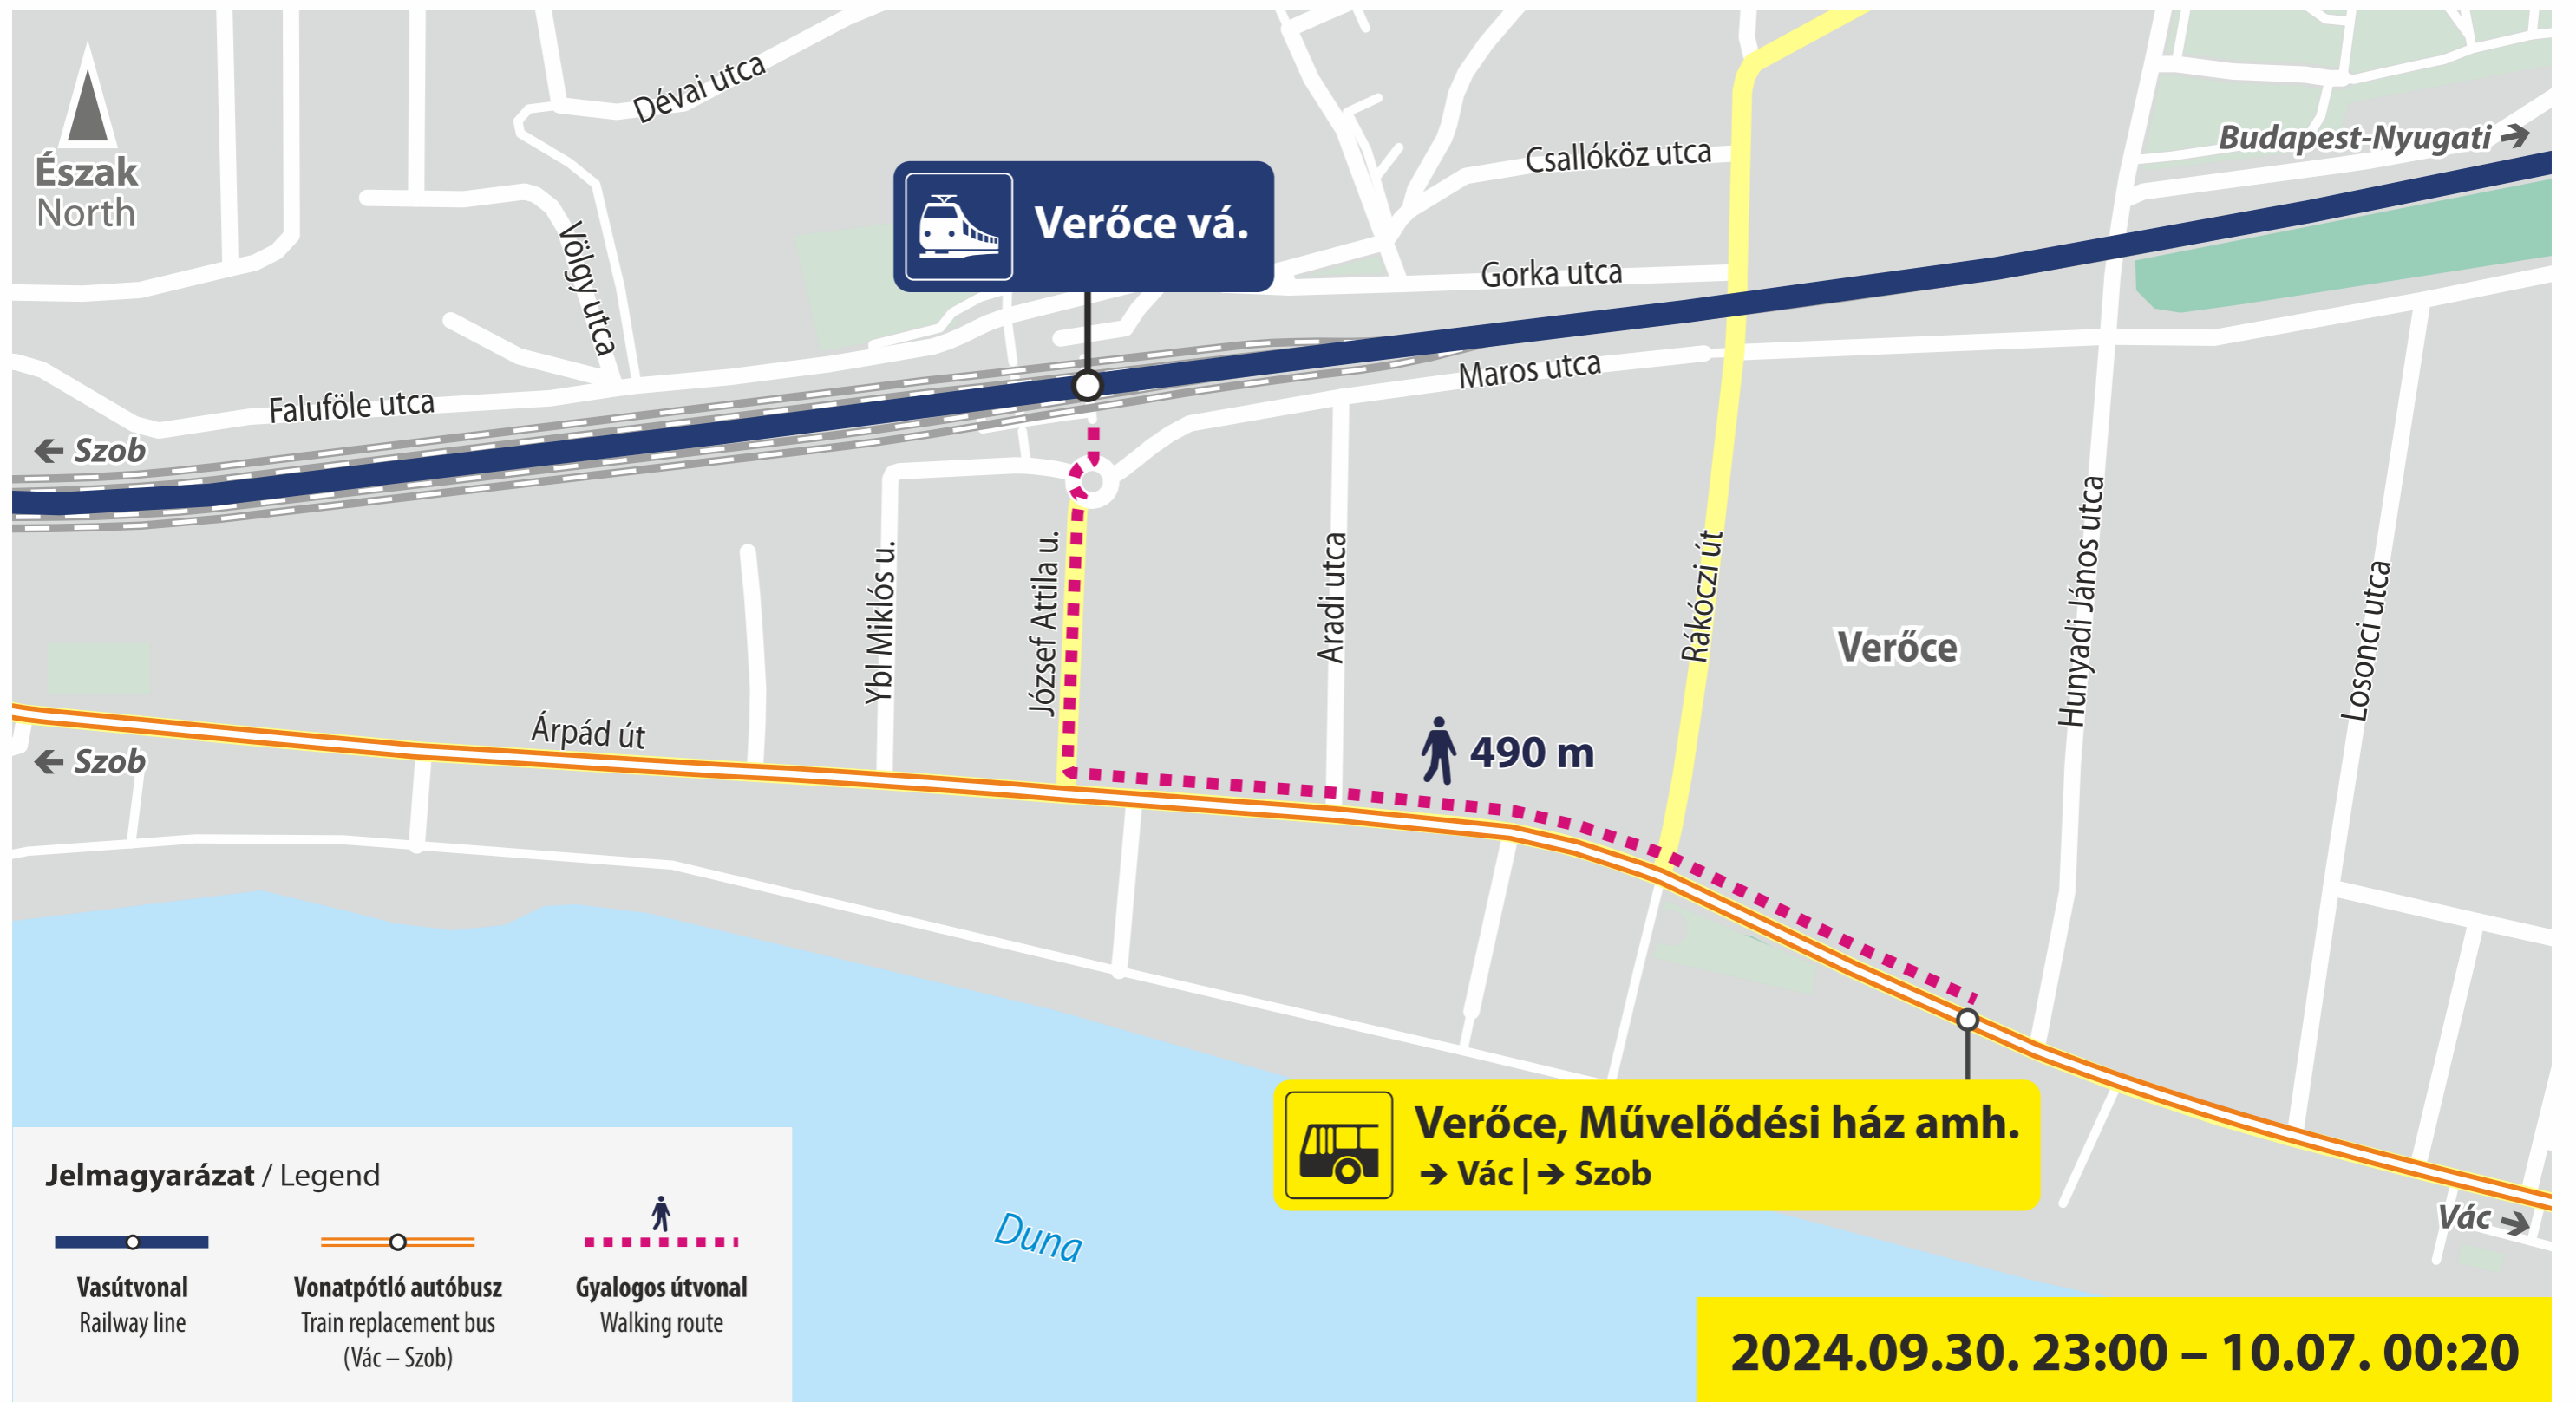 Észak
North
Dévai utca
Völgy utca
Verőce vá.
Csallóköz utca
Budapest-Nyugati →
Gorka utca
Maros utca
Faluföle utca
← Szob
Ybl Miklós u.
József Attila u.
Aradi utca
Rákóczi út
Verőce
Hunyadi János utca
Losonci utca
Árpád út
← Szob
490 m
Verőce, Művelődési ház amh.
→ Vác | → Szob
Vác →
Duna
Jelmagyarázat / Legend
Vasútvonal
Railway line
Vonatpótló autóbusz
Train replacement bus
(Vác – Szob)
Gyalogos útvonal
Walking route
2024.09.30. 23:00 – 10.07. 00:20